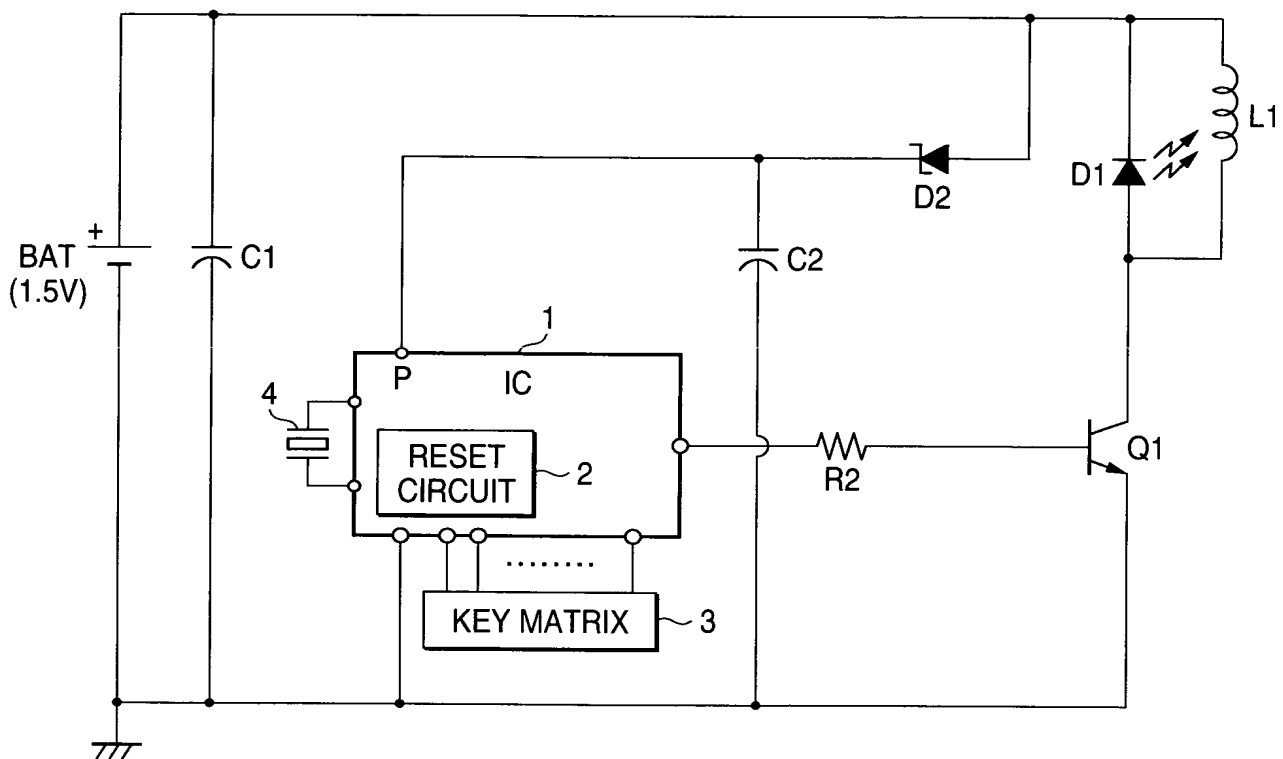 L1
D1
D2
+
BAT
(1.5V)
C1
C2
1
P
IC
4
RESET
CIRCUIT
2
R2
Q1
KEY MATRIX
3